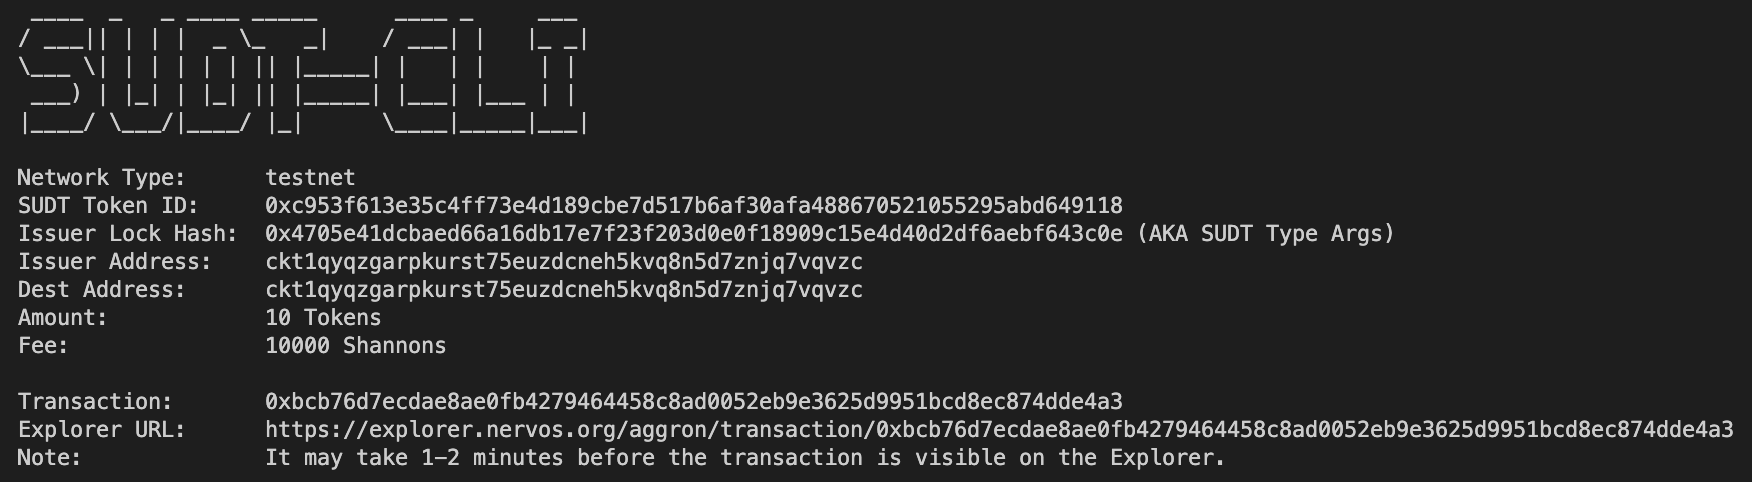 SUDT-CLI
Network Type: testnet
SUDT Token ID: 0xc953f613e35c4ff73e4d189cbe7d517b6af30afa488670521055295abd649118
Issuer Lock Hash: 0x4705e41dcbaed66a16db17e7f23f203d0e0f18909c15e4d40d2df6aebf643c0e (AKA SUDT Type Args)
Issuer Address: ckt1qyqzgarpkurst75euzdcneh5kvq8n5d7znjq7vqvzc
Dest Address: ckt1qyqzgarpkurst75euzdcneh5kvq8n5d7znjq7vqvzc
Amount: 10 Tokens
Fee: 10000 Shannons
Transaction: 0xbcb76d7ecdae8ae0fb4279464458c8ad0052eb9e3625d9951bcd8ec874dde4a3
Explorer URL: https://explorer.nervos.org/aggron/transaction/0xbcb76d7ecdae8ae0fb4279464458c8ad0052eb9e3625d9951bcd8ec874dde4a3
Note: It may take 1-2 minutes before the transaction is visible on the Explorer.